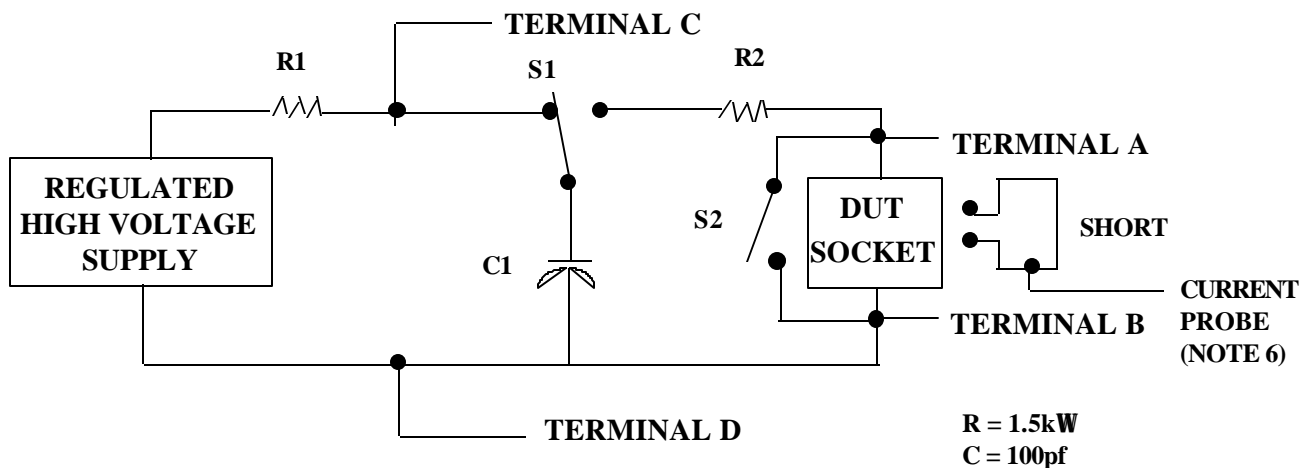 TERMINAL C
R1
S1
R2
TERMINAL A
REGULATED
HIGH VOLTAGE
SUPPLY
S2
DUT
SOCKET
SHORT
C1
CURRENT
PROBE
(NOTE 6)
TERMINAL B
TERMINAL D
R = 1.5kW
C = 100pf